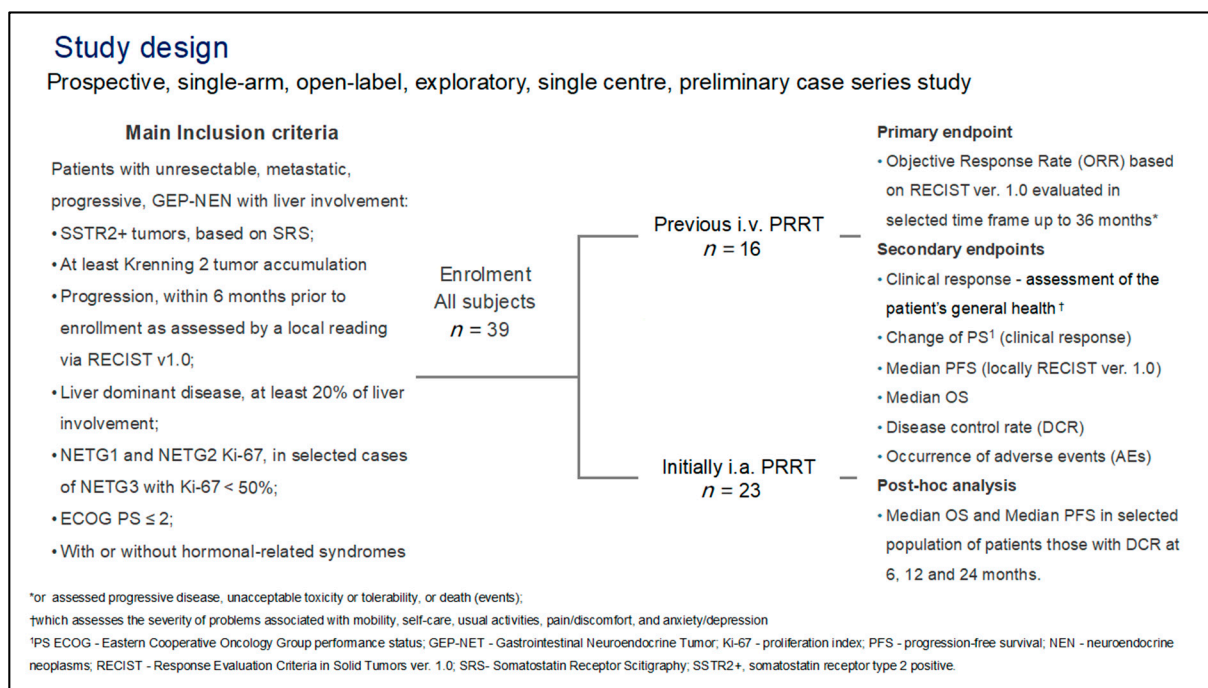 Study design
Prospective, single-arm, open-label, exploratory, single centre, preliminary case series study
Main Inclusion criteria
Patients with unresectable, metastatic,
progressive, GEP-NEN with liver involvement:
• SSTR2+ tumors, based on SRS;
• At least Krenning 2 tumor accumulation
• Progression, within 6 months prior to
enrollment as assessed by a local reading
via RECIST v1.0;
• Liver dominant disease, at least 20% of liver
involvement;
• NETG1 and NETG2 Ki-67, in selected cases
of NETG3 with Ki-67 < 50%;
• ECOG PS ≤ 2;
• With or without hormonal-related syndromes
Enrolment
All subjects
n = 39
Previous i.v. PRRT
n = 16
Initially i.a. PRRT
n = 23
Primary endpoint
• Objective Response Rate (ORR) based
on RECIST ver. 1.0 evaluated in
selected time frame up to 36 months*
Secondary endpoints
• Clinical response - assessment of the
patient's general health†
• Change of PS¹ (clinical response)
• Median PFS (locally RECIST ver. 1.0)
• Median OS
• Disease control rate (DCR)
• Occurrence of adverse events (AEs)
Post-hoc analysis
• Median OS and Median PFS in selected
population of patients those with DCR at
6, 12 and 24 months.
*or assessed progressive disease, unacceptable toxicity or tolerability, or death (events);
†which assesses the severity of problems associated with mobility, self-care, usual activities, pain/discomfort, and anxiety/depression
¹PS ECOG - Eastern Cooperative Oncology Group performance status; GEP-NET - Gastrointestinal Neuroendocrine Tumor; Ki-67 - proliferation index; PFS - progression-free survival; NEN - neuroendocrine
neoplasms; RECIST - Response Evaluation Criteria in Solid Tumors ver. 1.0; SRS- Somatostatin Receptor Scitigraphy; SSTR2+, somatostatin receptor type 2 positive.